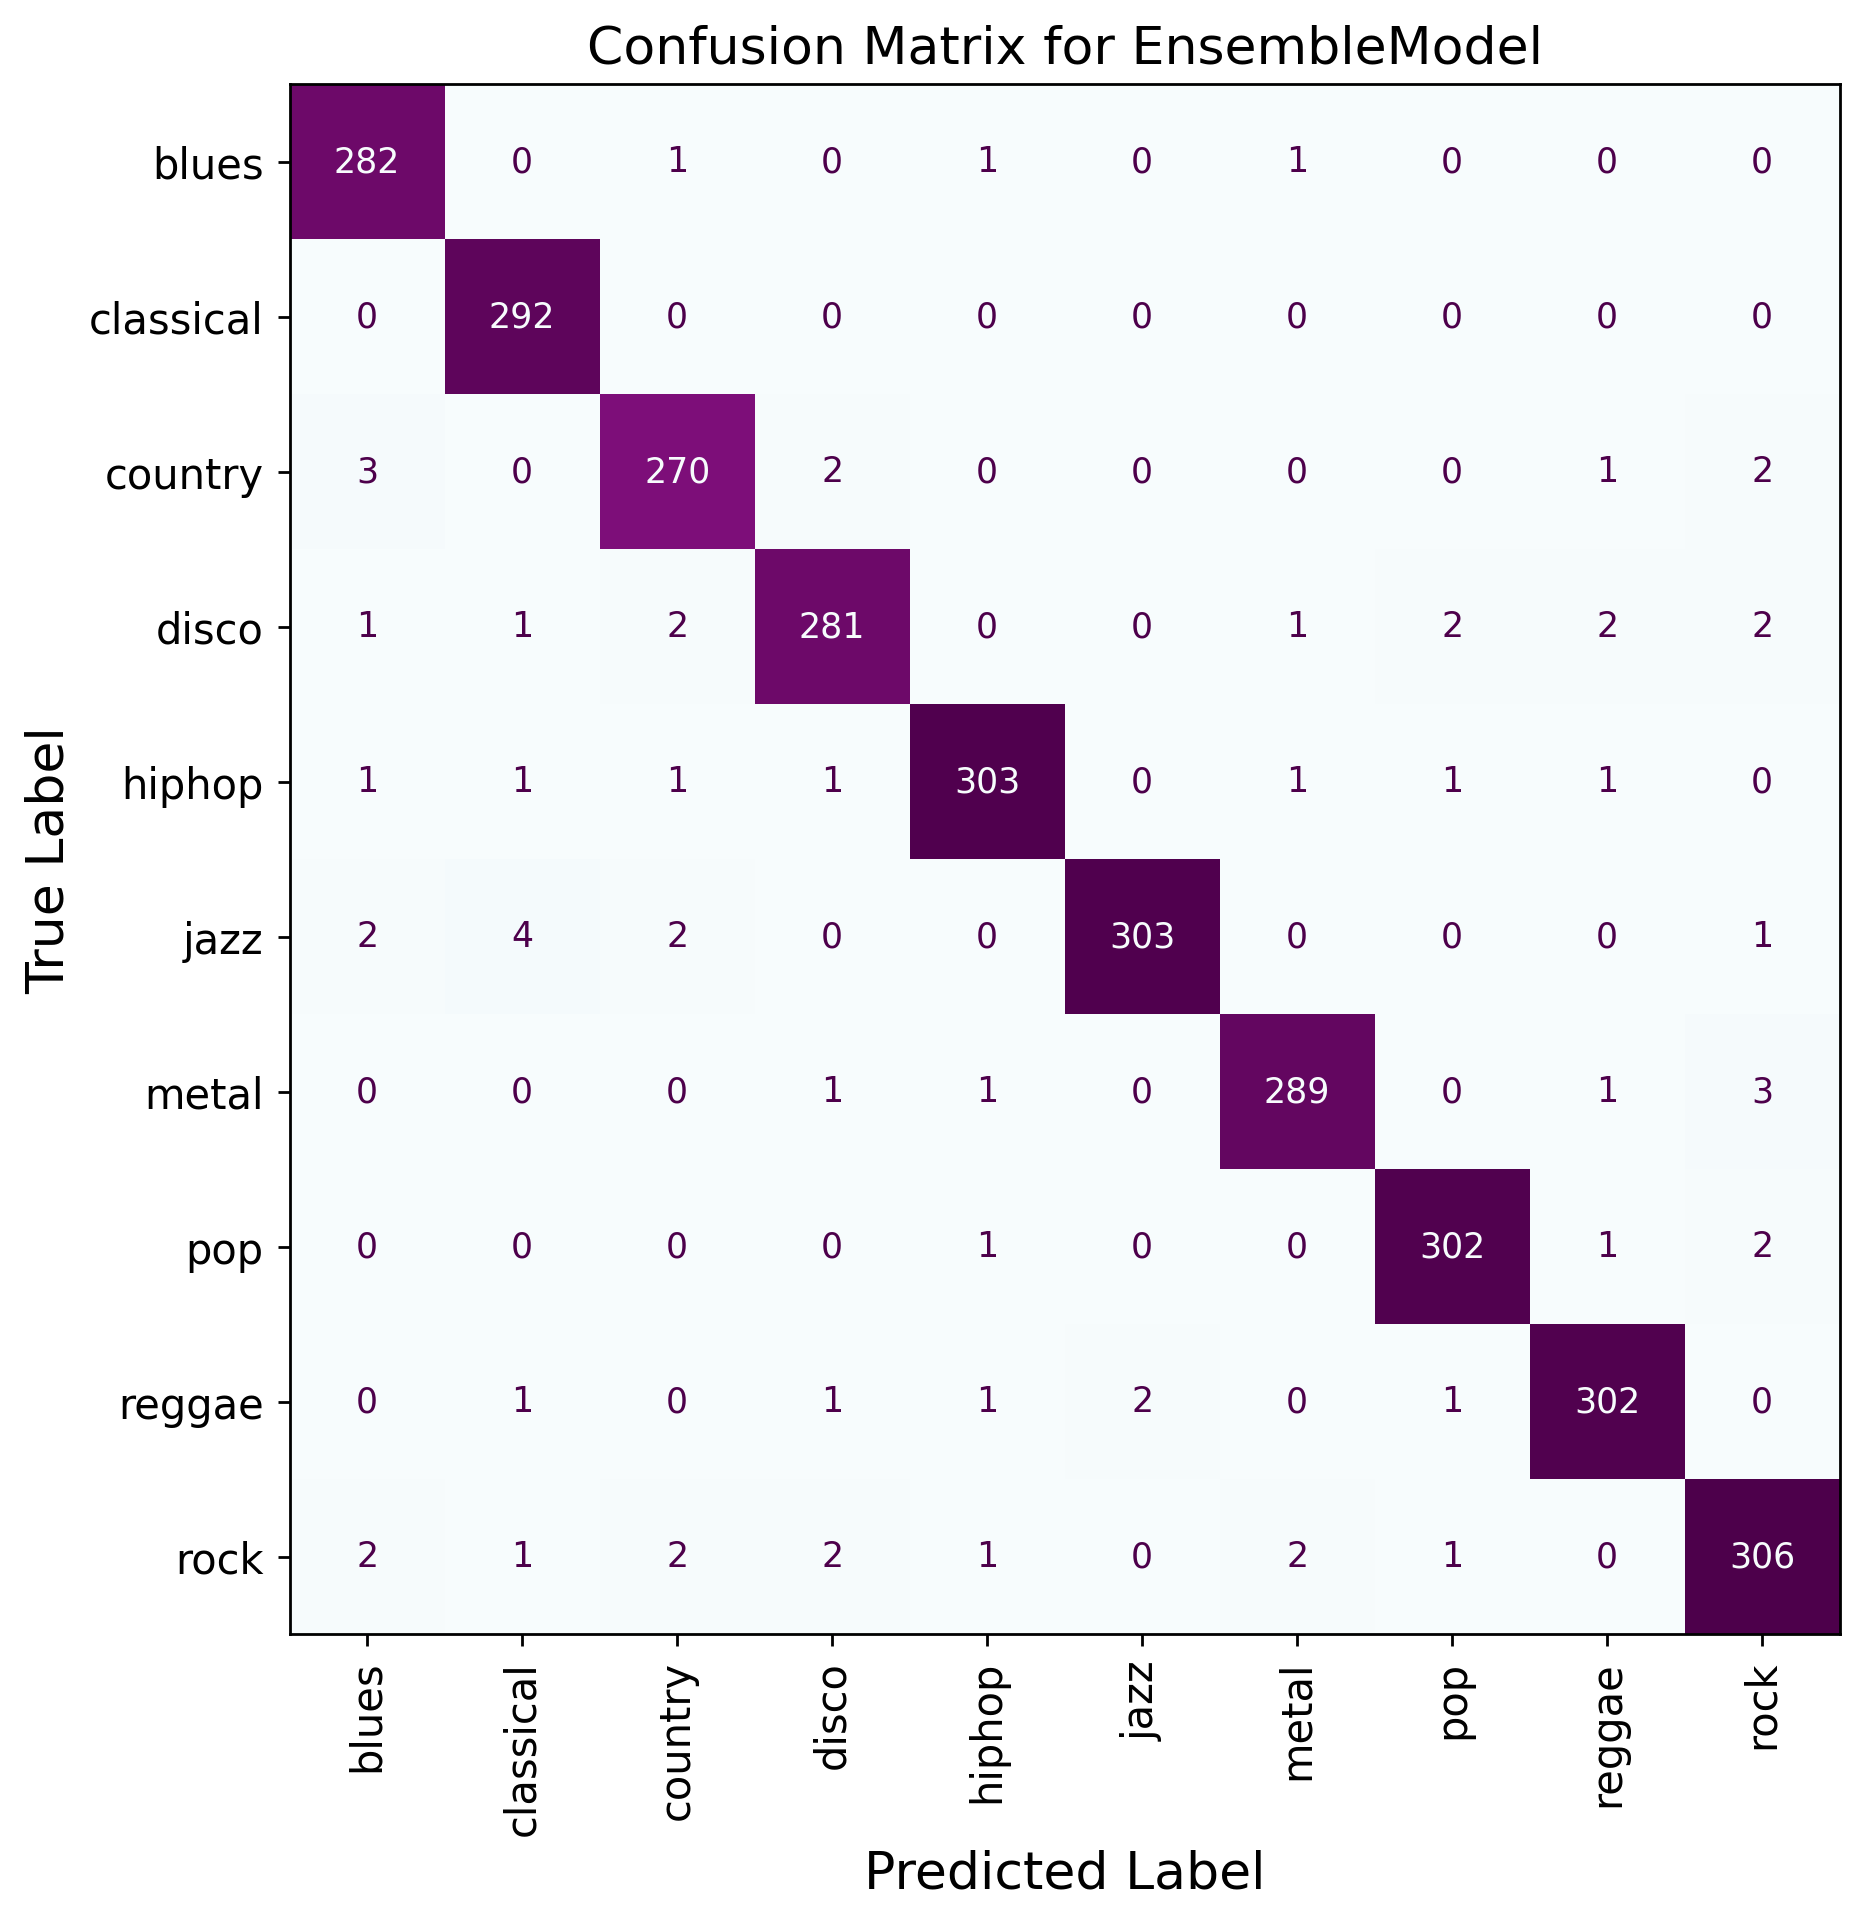 Confusion Matrix for EnsembleModel
True Label
blues 282 0 1 0 1 0 1 0 0 0
classical 0 292 0 0 0 0 0 0 0 0
country 3 0 270 2 0 0 0 0 1 2
disco 1 1 2 281 0 0 1 2 2 2
hiphop 1 1 1 1 303 0 1 1 1 0
jazz 2 4 2 0 0 303 0 0 0 1
metal 0 0 0 1 1 0 289 0 1 3
pop 0 0 0 0 1 0 0 302 1 2
reggae 0 1 0 1 1 2 0 1 302 0
rock 2 1 2 2 1 0 2 1 0 306
blues classical country disco hiphop jazz metal pop reggae rock
Predicted Label